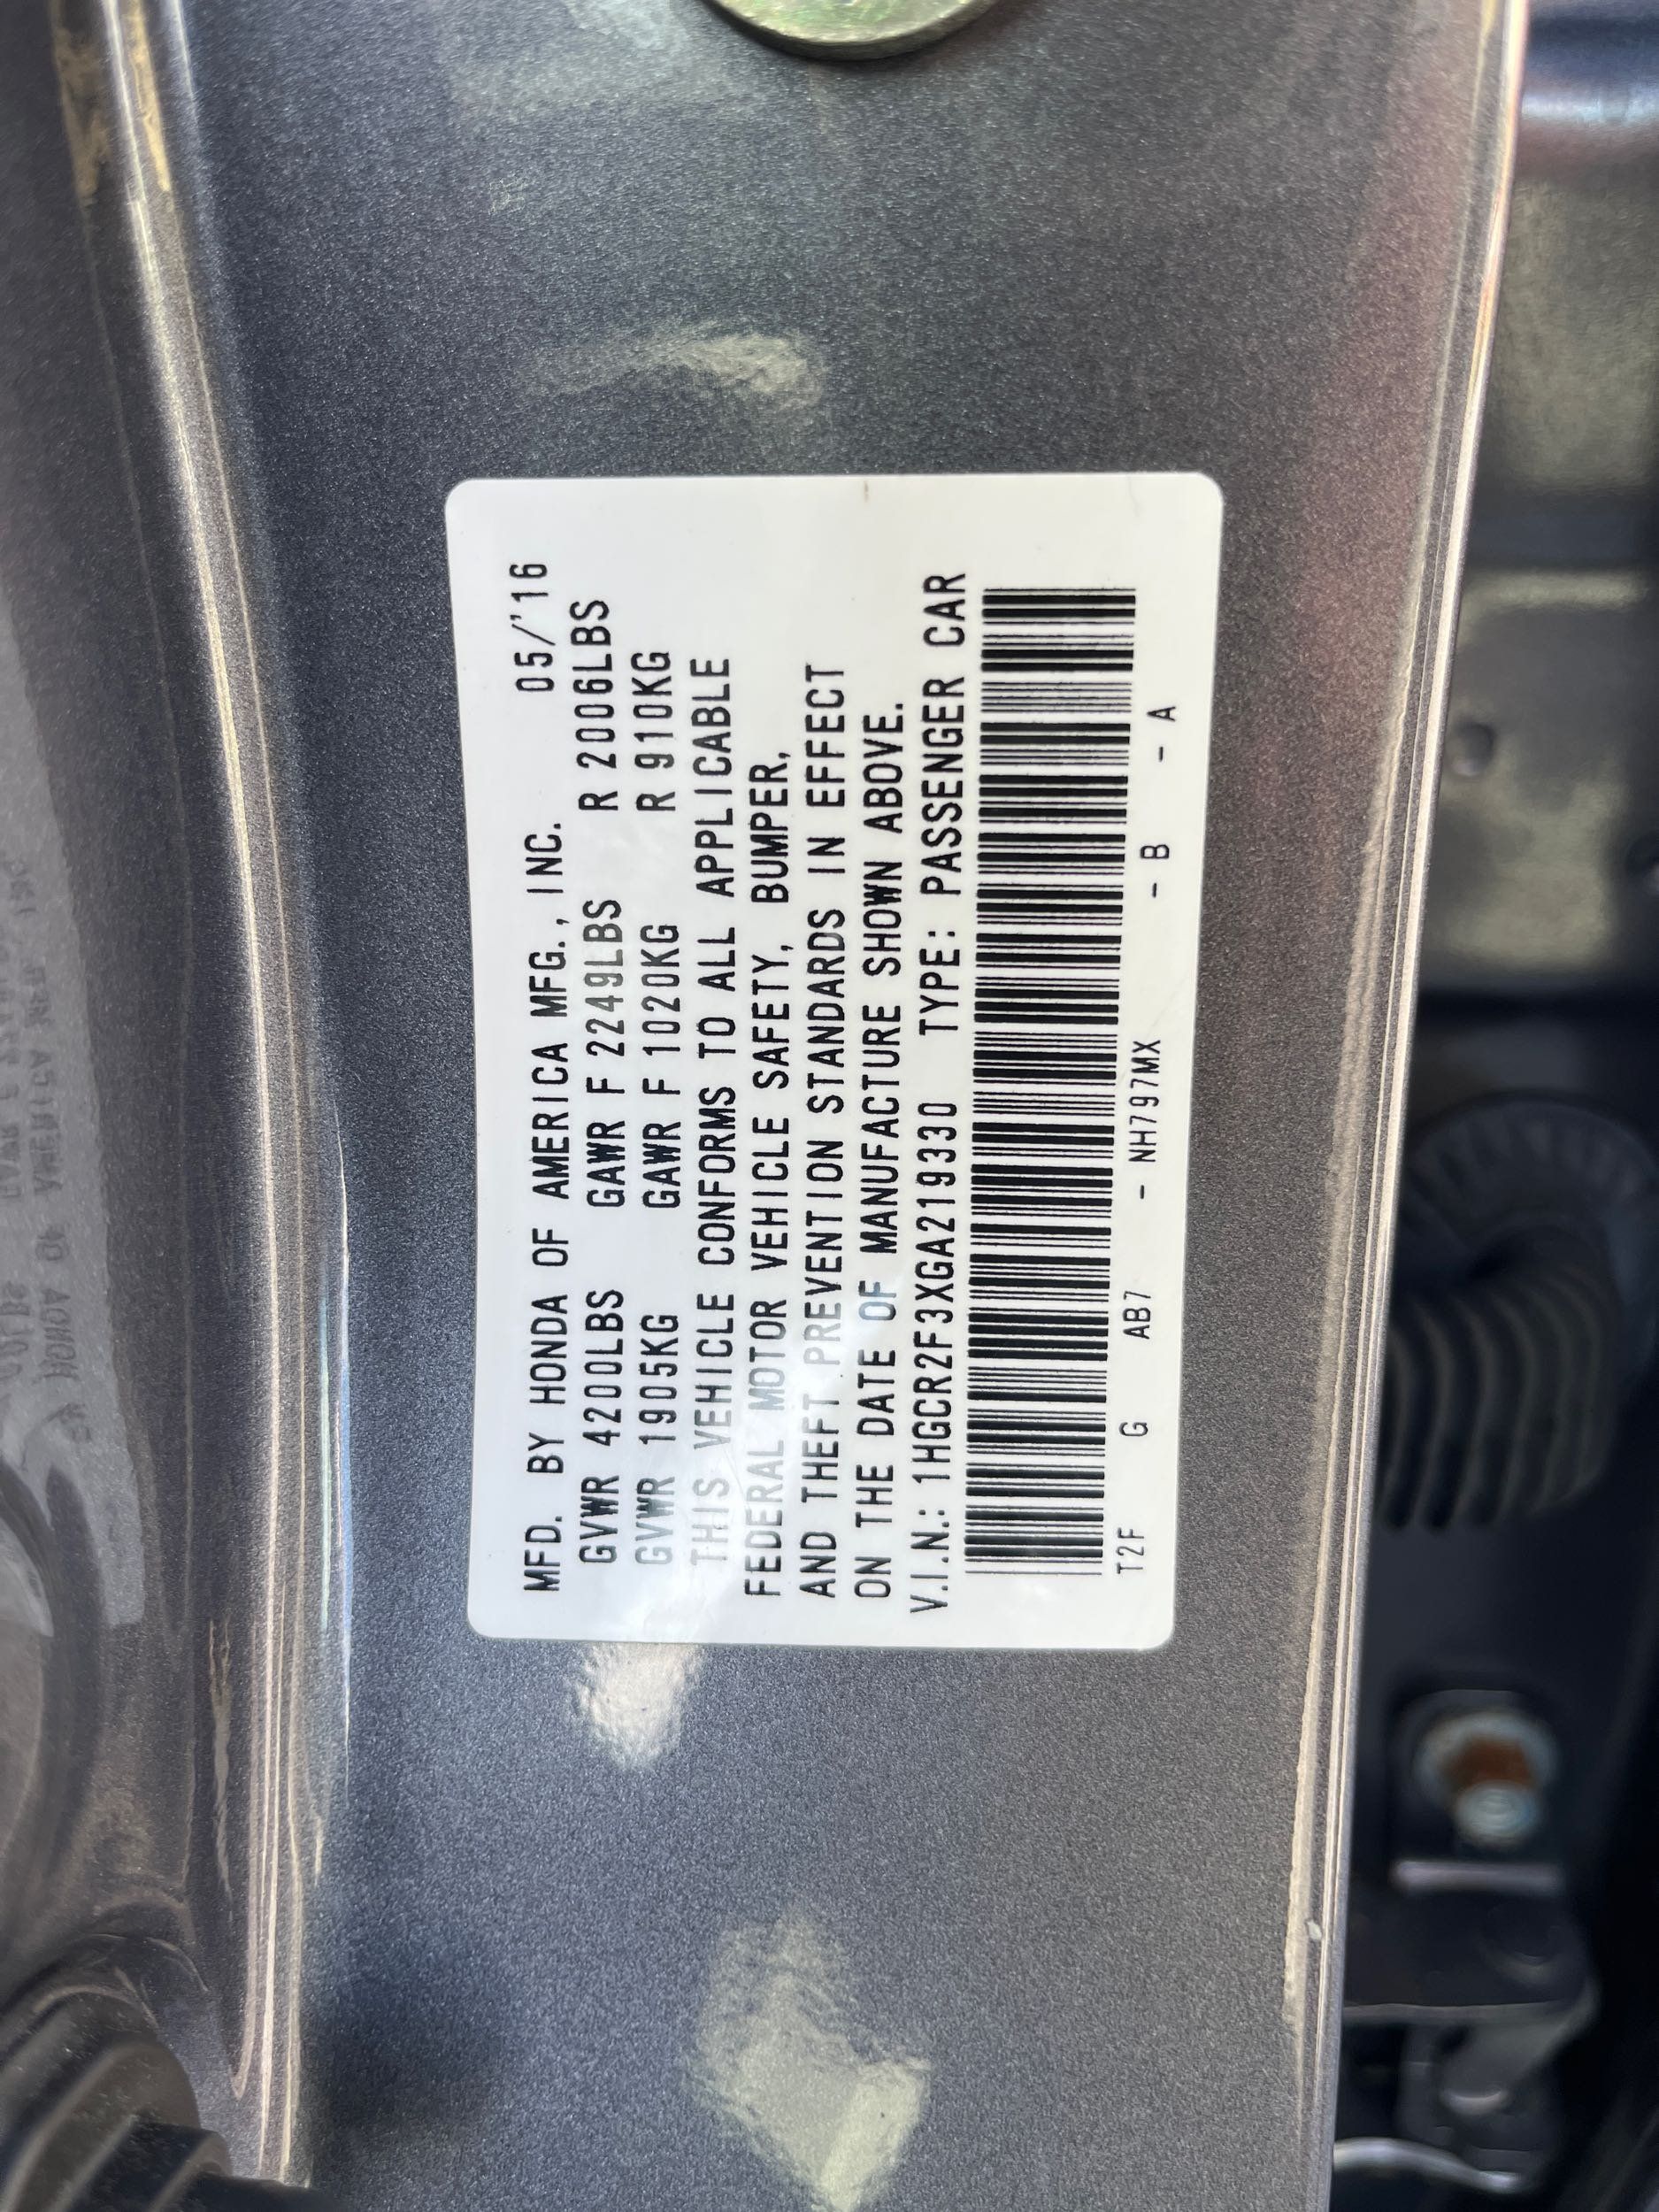 MFD. BY HONDA OF AMERICA MFG., INC. 05/'16
GVWR 4200LBS GAWR F 2249LBS R 2006LBS
GVWR 1905KG GAWR F 1020KG R 910KG
THIS VEHICLE CONFORMS TO ALL APPLICABLE
FEDERAL MOTOR VEHICLE SAFETY, BUMPER,
AND THEFT PREVENTION STANDARDS IN EFFECT
ON THE DATE OF MANUFACTURE SHOWN ABOVE.
V.I.N.: 1HGCR2F3XGA219330 TYPE: PASSENGER CAR
T2F G AB7 - NH797MX - B - A